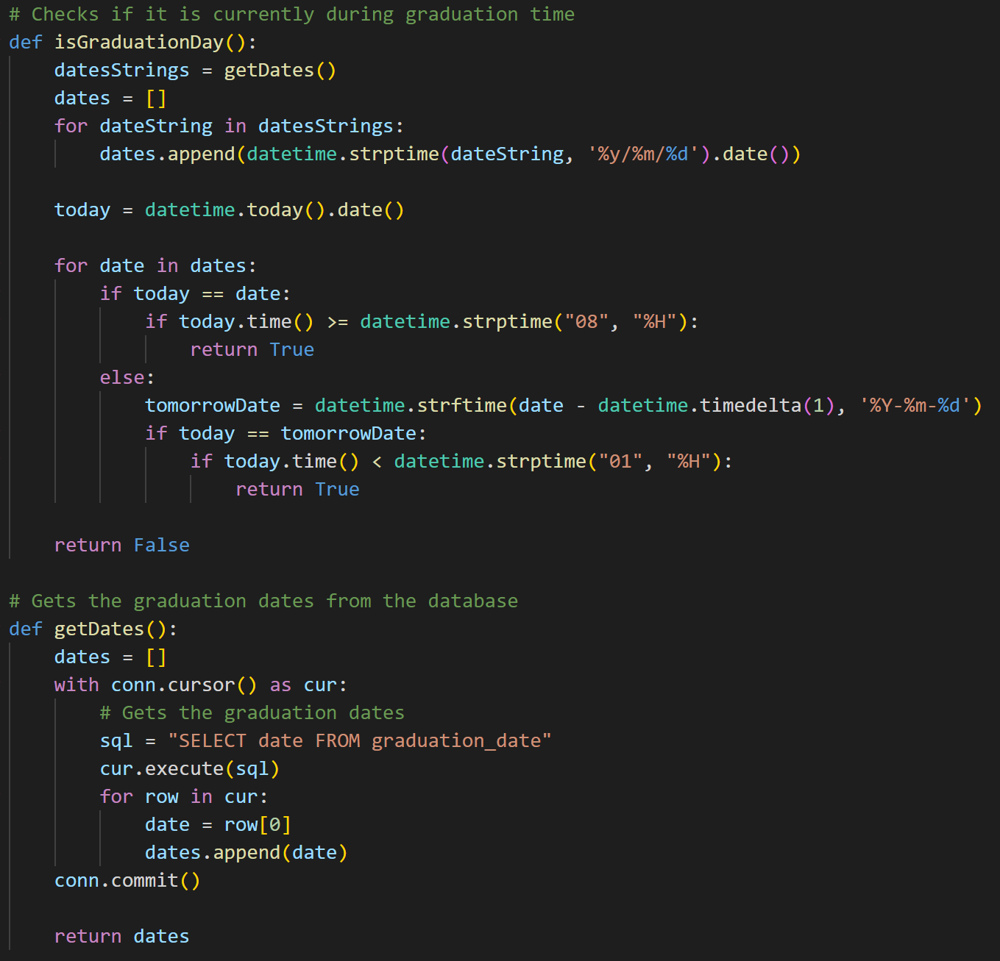 # Checks if it is currently during graduation time
def isGraduationDay():
    datesStrings = getDates()
    dates = []
    for dateString in datesStrings:
        dates.append(datetime.strptime(dateString, '%y/%m/%d').date())

    today = datetime.today().date()

    for date in dates:
        if today == date:
            if today.time() >= datetime.strptime("08", "%H"):
                return True
        else:
            tomorrowDate = datetime.strftime(date - datetime.timedelta(1), '%Y-%m-%d')
            if today == tomorrowDate:
                if today.time() < datetime.strptime("01", "%H"):
                    return True

    return False

# Gets the graduation dates from the database
def getDates():
    dates = []
    with conn.cursor() as cur:
        # Gets the graduation dates
        sql = "SELECT date FROM graduation_date"
        cur.execute(sql)
        for row in cur:
            date = row[0]
            dates.append(date)
    conn.commit()

    return dates